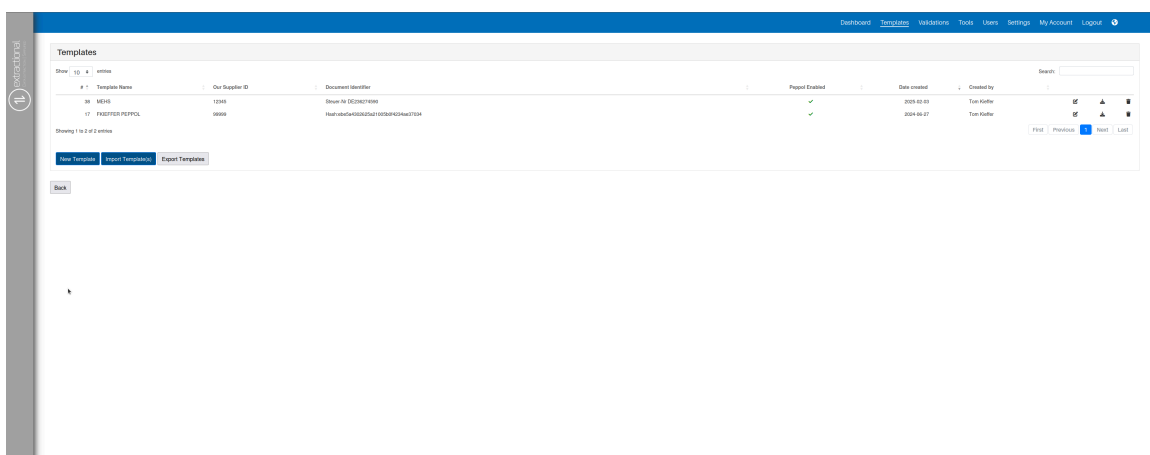 Dashboard Templates Validations Tools Users Settings My Account Logout
extractional
Templates
Show 10 entries
Search:
# Template Name Our Supplier ID Document Identifier Peppol Enabled Date created Created by
38 MEHS 12345 Steuer-Nr DE238274590 2025-02-03 Tom Kieffer
17 FKIEFFER PEPPOL 99999 2024-06-27 Tom Kieffer
Showing 1 to 2 of 2 entries
First Previous 1 Next Last
New Template Import Template(s) Export Templates
Back